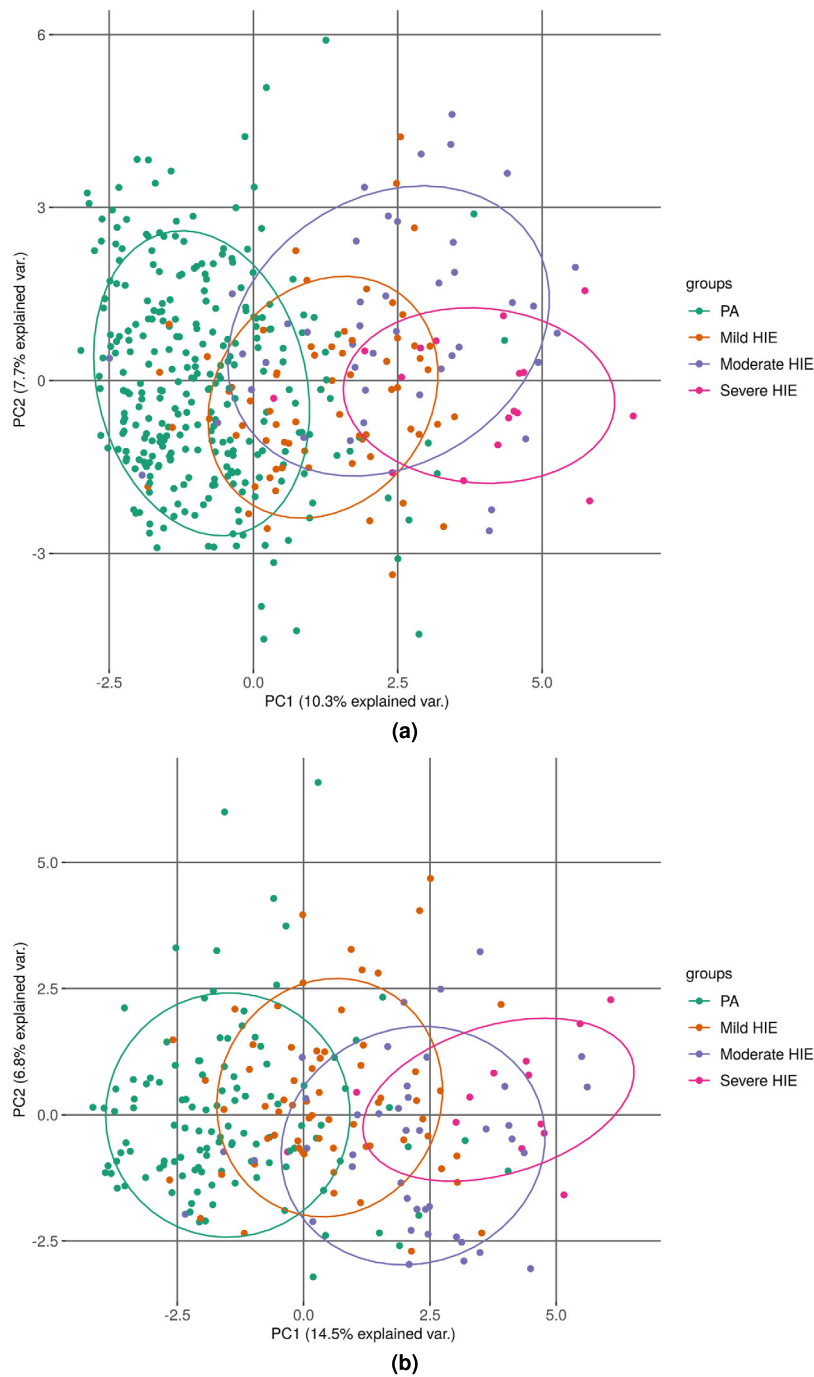 6
3
0
-3
PC2 (7.7% explained var.)
-2.5 0.0 2.5 5.0
PC1 (10.3% explained var.)
groups
PA
Mild HIE
Moderate HIE
Severe HIE
(a)
5.0
2.5
0.0
-2.5
PC2 (6.8% explained var.)
-2.5 0.0 2.5 5.0
PC1 (14.5% explained var.)
groups
PA
Mild HIE
Moderate HIE
Severe HIE
(b)